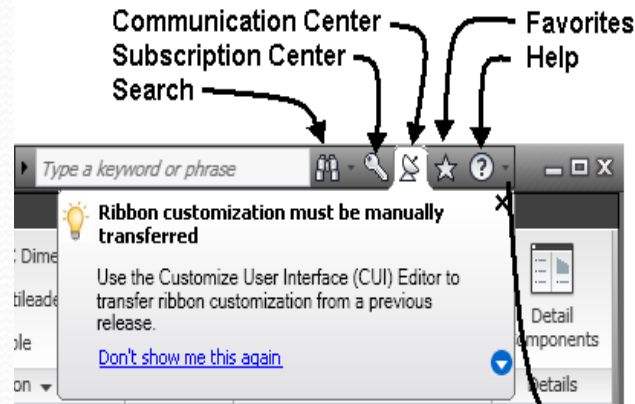 Communication Center
Favorites
Subscription Center
Help
Search
Type a keyword or phrase
Ribbon customization must be manually
transferred
Use the Customize User Interface (CUI) Editor to
transfer ribbon customization from a previous
release.
Don't show me this again
Dime
tileade
ple
on
Detail
omponents
Details